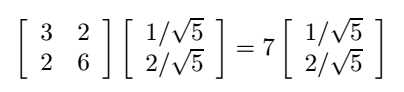 [ 3 2 ] [ 1/√5 ] = 7 [ 1/√5 ]
[ 2 6 ] [ 2/√5 ]     [ 2/√5 ]